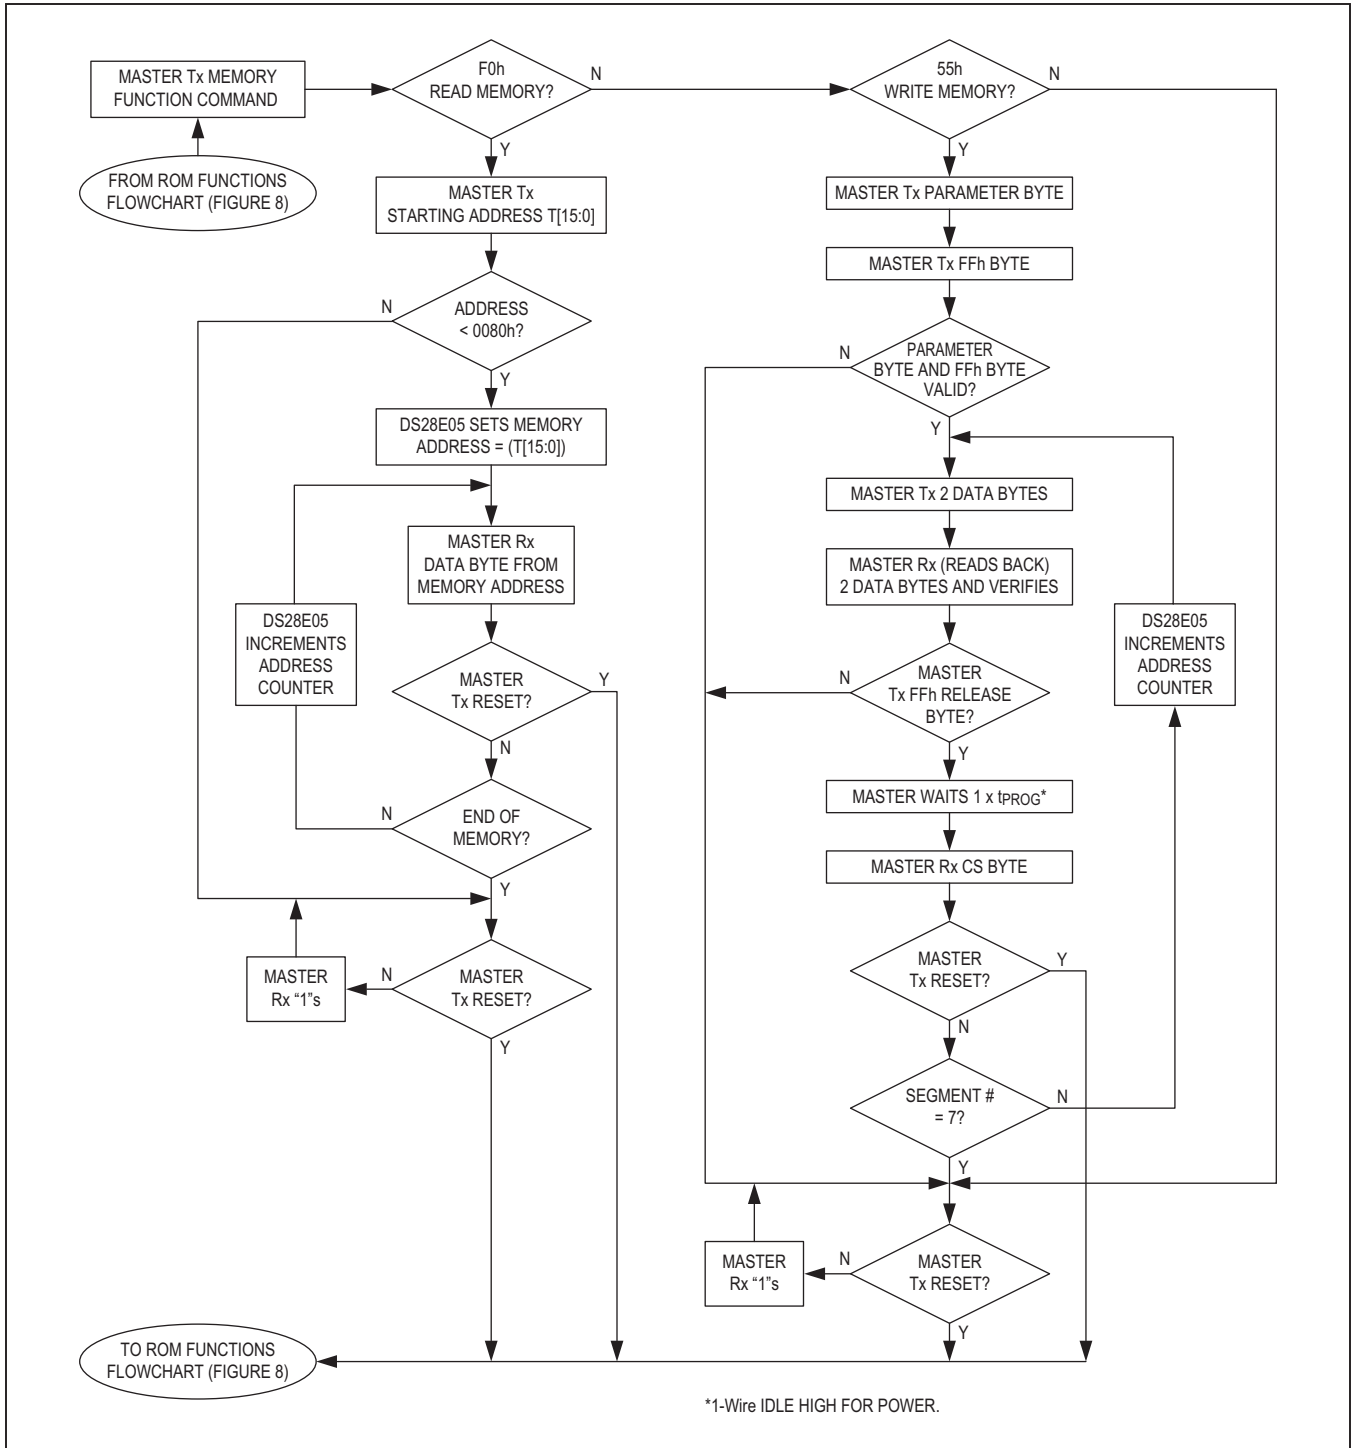 MASTER Tx MEMORY
FUNCTION COMMAND
FROM ROM FUNCTIONS
FLOWCHART (FIGURE 8)
F0h
READ MEMORY?
N
Y
MASTER Tx
STARTING ADDRESS T[15:0]
ADDRESS
< 0080h?
N
Y
DS28E05 SETS MEMORY
ADDRESS = (T[15:0])
MASTER Rx
DATA BYTE FROM
MEMORY ADDRESS
DS28E05
INCREMENTS
ADDRESS
COUNTER
MASTER
Tx RESET?
Y
N
END OF
MEMORY?
N
Y
MASTER
Tx RESET?
N
Y
MASTER
Rx “1”s
55h
WRITE MEMORY?
N
Y
MASTER Tx PARAMETER BYTE
MASTER Tx FFh BYTE
PARAMETER
BYTE AND FFh BYTE
VALID?
N
Y
MASTER Tx 2 DATA BYTES
MASTER Rx (READS BACK)
2 DATA BYTES AND VERIFIES
DS28E05
INCREMENTS
ADDRESS
COUNTER
MASTER
Tx FFh RELEASE
BYTE?
N
Y
MASTER WAITS 1 x tPROG*
MASTER Rx CS BYTE
MASTER
Tx RESET?
Y
N
SEGMENT #
= 7?
N
Y
MASTER
Tx RESET?
N
Y
MASTER
Rx “1”s
TO ROM FUNCTIONS
FLOWCHART (FIGURE 8)
*1-Wire IDLE HIGH FOR POWER.